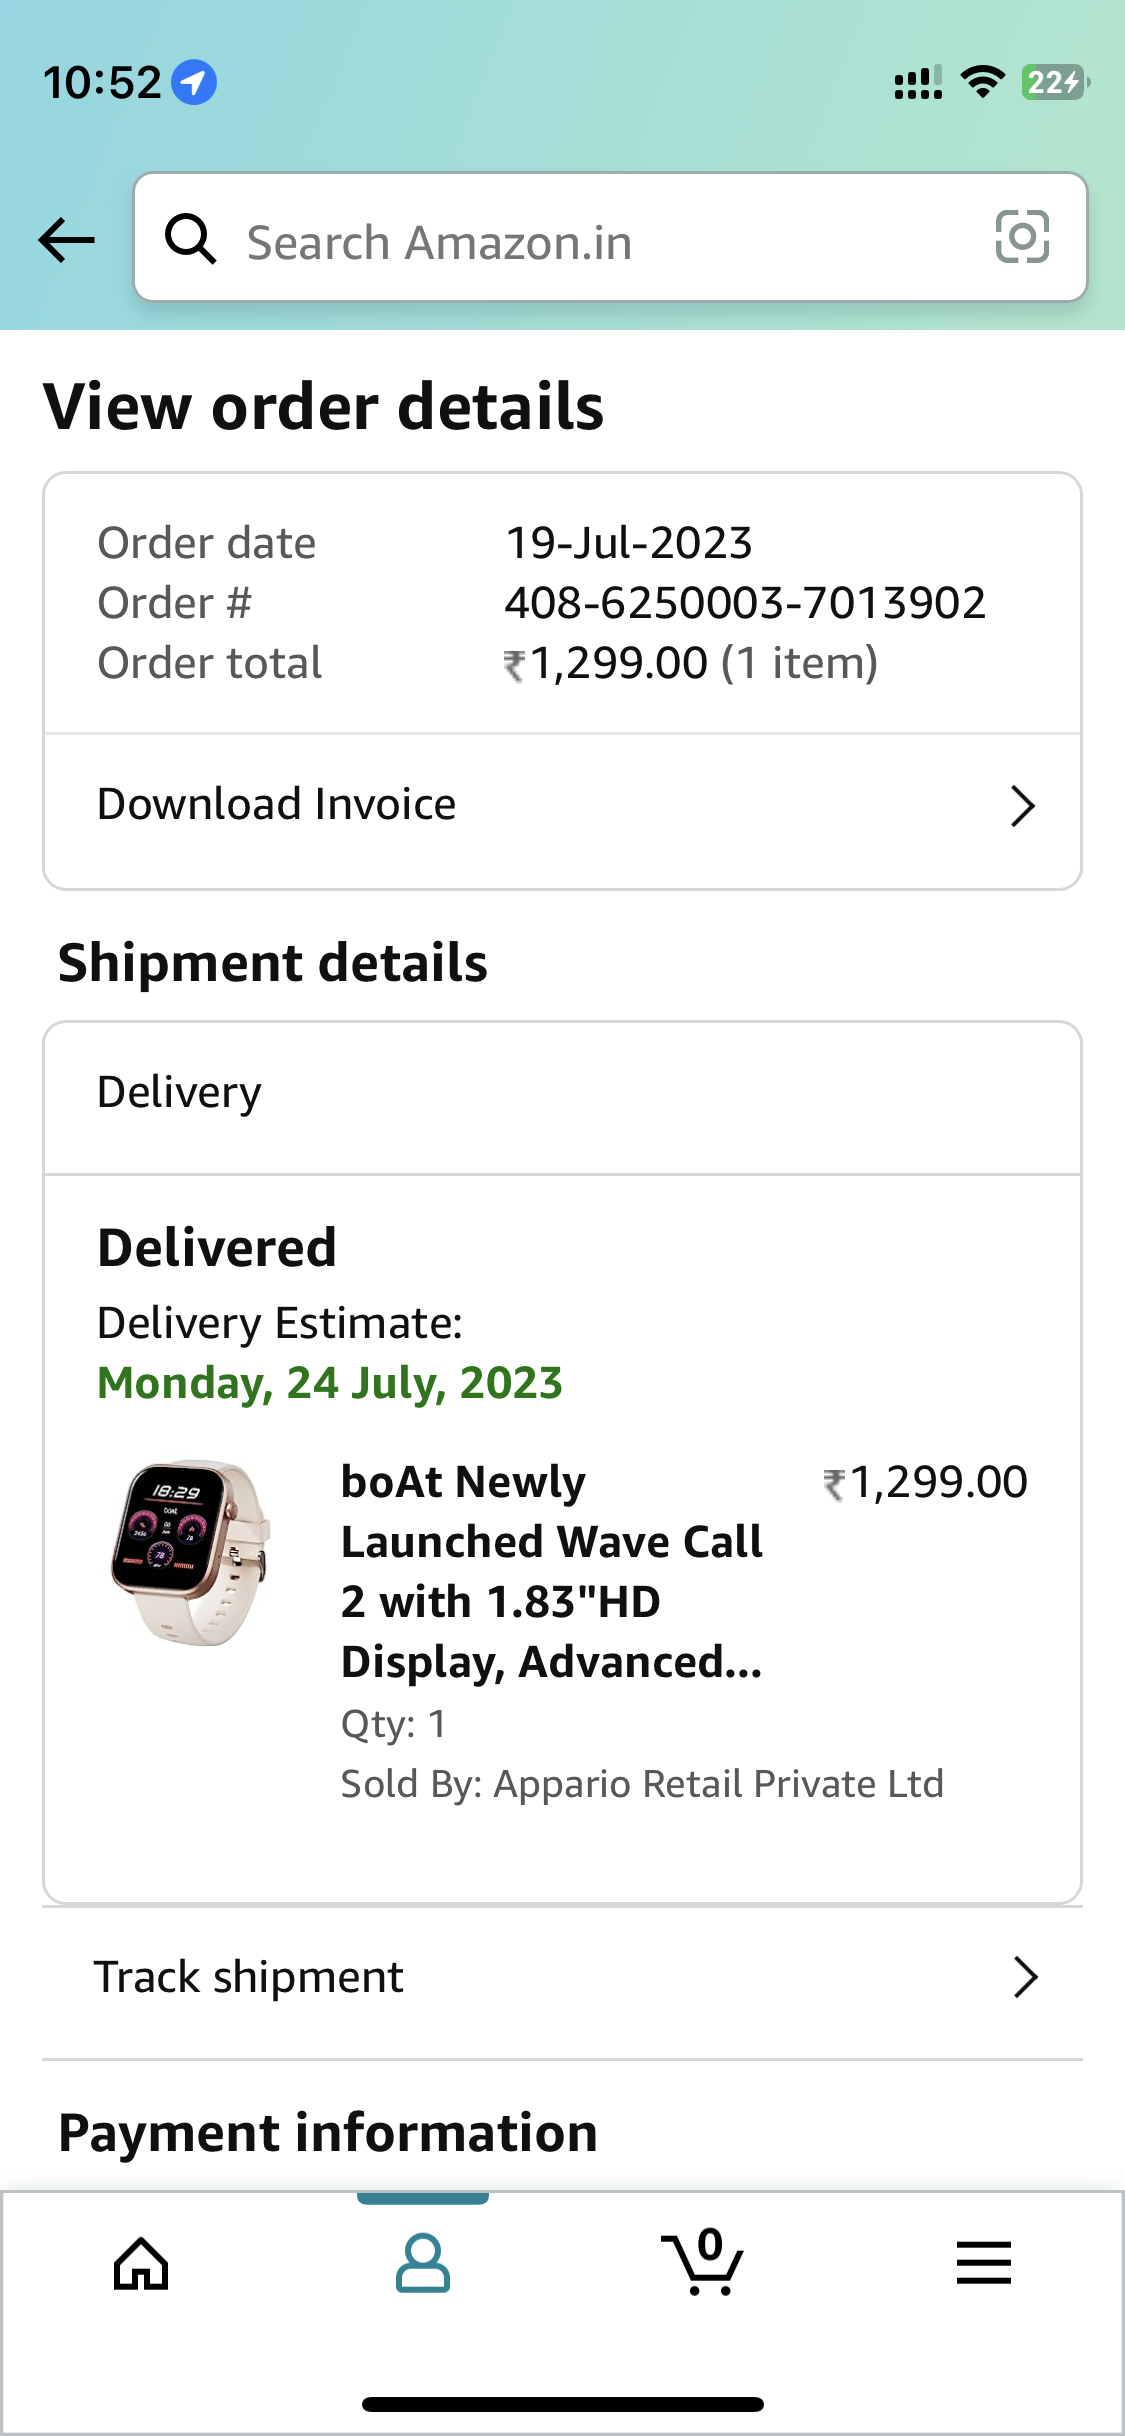 10:52
22
Search Amazon.in
View order details
Order date 19-Jul-2023
Order # 408-6250003-7013902
Order total ₹1,299.00 (1 item)
Download Invoice
Shipment details
Delivery
Delivered
Delivery Estimate:
Monday, 24 July, 2023
18:29
boAt Newly ₹1,299.00
Launched Wave Call
2 with 1.83"HD
Display, Advanced...
Qty: 1
Sold By: Appario Retail Private Ltd
Track shipment
Payment information
0